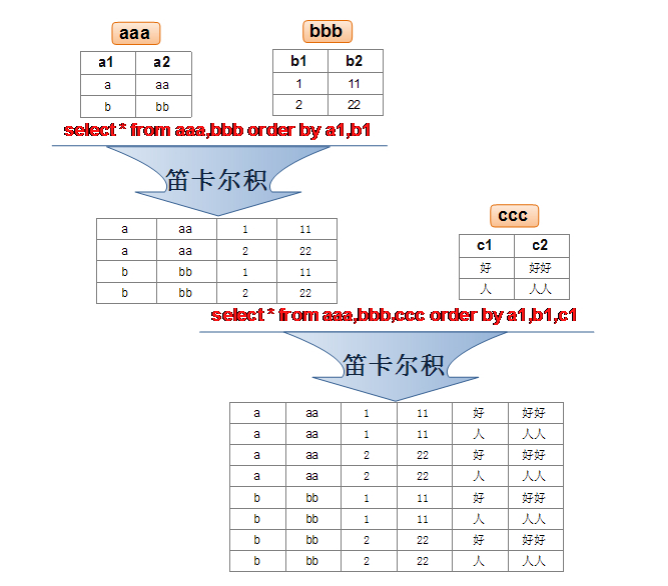 aaa bbb
a1 a2 b1 b2
a aa 1 11
b bb 2 22
select * from aaa,bbb order by a1,b1
笛卡尔积
ccc
a aa 1 11
c1 c2
a aa 2 22
好 好好
b bb 1 11
人 人人
b bb 2 22
select * from aaa,bbb,ccc order by a1,b1,c1
笛卡尔积
a aa 1 11 好 好好
a aa 1 11 人 人人
a aa 2 22 好 好好
a aa 2 22 人 人人
b bb 1 11 好 好好
b bb 1 11 人 人人
b bb 2 22 好 好好
b bb 2 22 人 人人